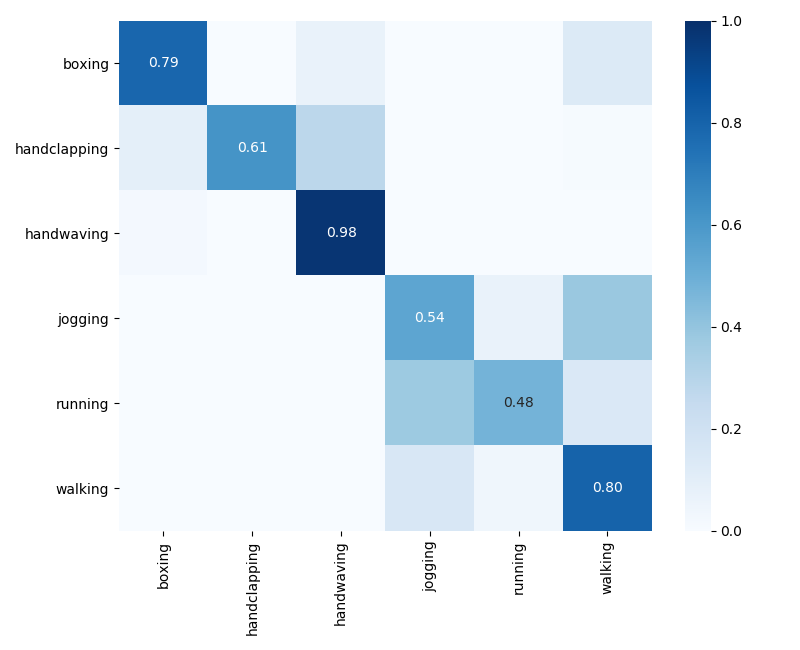 1.0
boxing 0.79
0.8
handclapping 0.61
0.6
handwaving 0.98
jogging 0.54
0.4
running 0.48
0.2
walking 0.80
0.0
boxing
handclapping
handwaving
jogging
running
walking